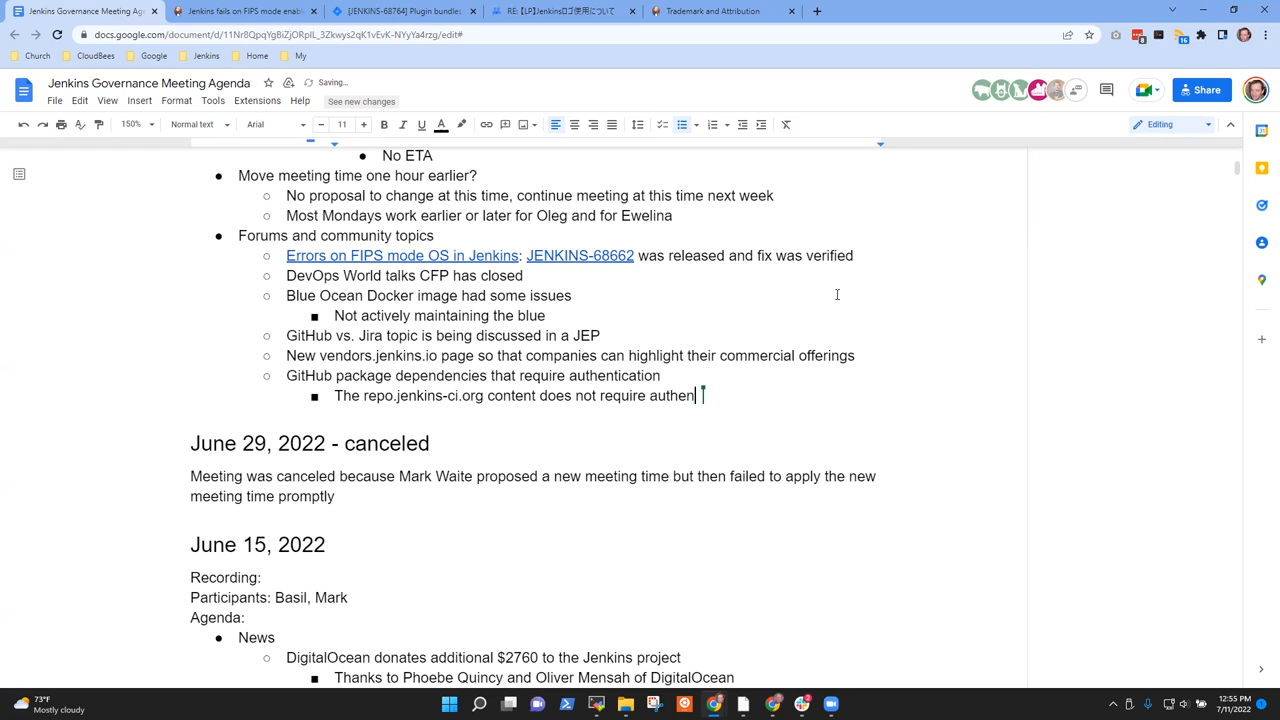 Jenkins Governance Meeting Ag
Jenkins fails on FIPS mode enabl
[JENKINS-68764] Plugin bundles
RE: 【LP】Jenkinsロゴ使用について
Trademark and Attribution
docs.google.com/document/d/11Nr8QpqYgBiZjORpIL_3Zkwys2qK1vEvK-NYyYa4rzg/edit#
Church
CloudBees
Google
Jenkins
Home
My
Jenkins Governance Meeting Agenda
Saving...
File Edit View Insert Format Tools Extensions Help See new changes
Share
150% Normal text Arial 11 Editing
No ETA
Move meeting time one hour earlier?
No proposal to change at this time, continue meeting at this time next week
Most Mondays work earlier or later for Oleg and for Ewelina
Forums and community topics
Errors on FIPS mode OS in Jenkins: JENKINS-68662 was released and fix was verified
DevOps World talks CFP has closed
Blue Ocean Docker image had some issues
Not actively maintaining the blue
GitHub vs. Jira topic is being discussed in a JEP
New vendors.jenkins.io page so that companies can highlight their commercial offerings
GitHub package dependencies that require authentication
The repo.jenkins-ci.org content does not require authen
June 29, 2022 - canceled
Meeting was canceled because Mark Waite proposed a new meeting time but then failed to apply the new
meeting time promptly
June 15, 2022
Recording:
Participants: Basil, Mark
Agenda:
News
DigitalOcean donates additional $2760 to the Jenkins project
Thanks to Phoebe Quincy and Oliver Mensah of DigitalOcean
73°F
Mostly cloudy
12:55 PM
7/11/2022